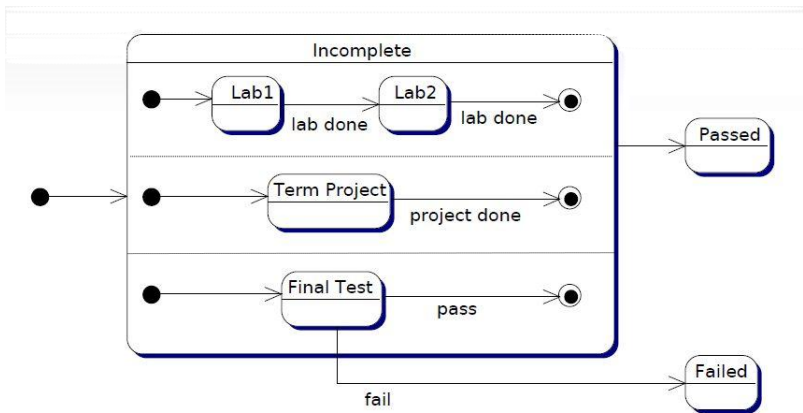 Incomplete
Lab1
Lab2
lab done
lab done
Passed
Term Project
project done
Final Test
pass
Failed
fail